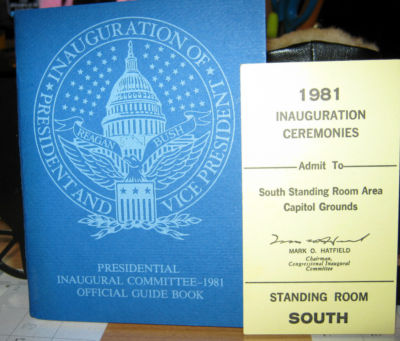 INAUGURATION OF
PRESIDENT AND VICE PRESIDENT
REAGAN BUSH
PRESIDENTIAL
INAUGURAL COMMITTEE-1981
OFFICIAL GUIDE BOOK
1981
INAUGURATION
CEREMONIES
Admit To
South Standing Room Area
Capitol Grounds
MARK O. HATFIELD
Chairman,
Congressional Inaugural
Committee
STANDING ROOM
SOUTH